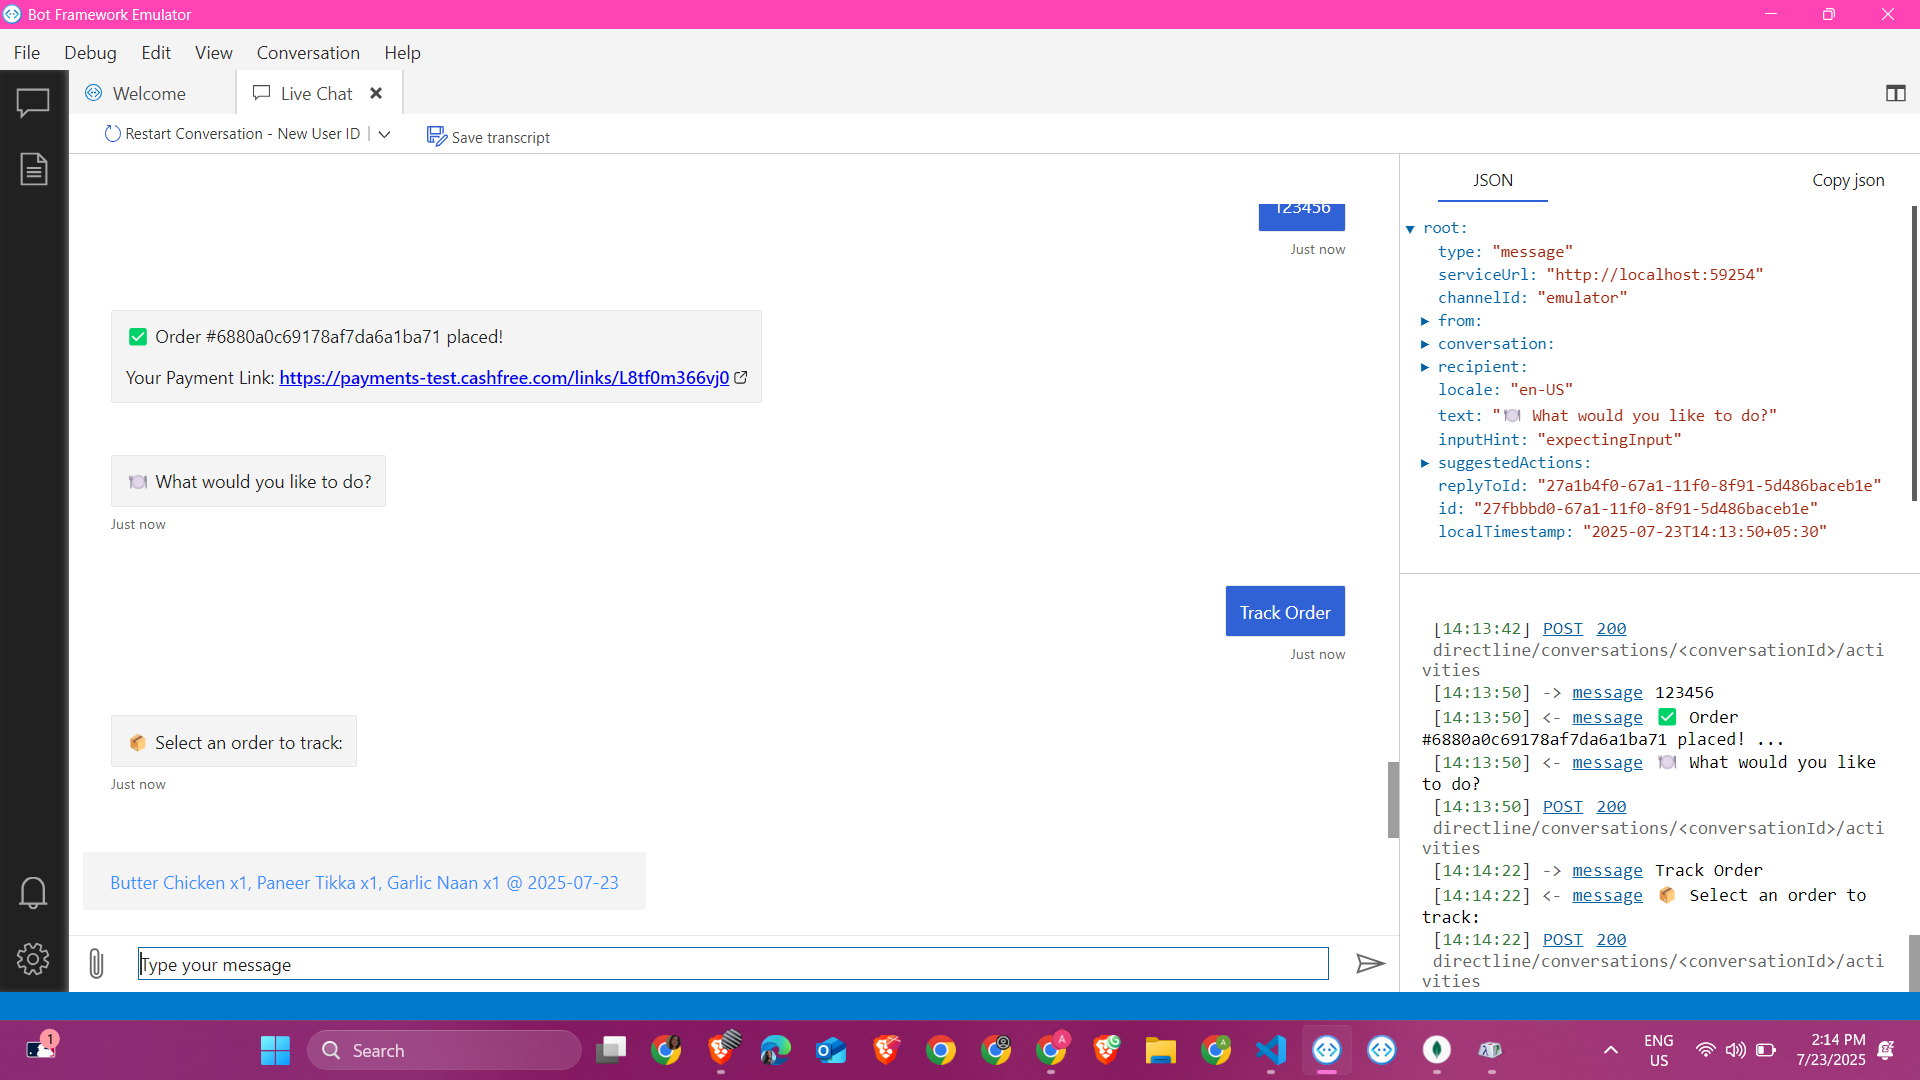 Bot Framework Emulator
File Debug Edit View Conversation Help
Welcome
Live Chat
Restart Conversation - New User ID
Save transcript
123456
Just now
✅ Order #6880a0c69178af7da6a1ba71 placed!
Your Payment Link: https://payments-test.cashfree.com/links/L8tf0m366vj0
🍽️ What would you like to do?
Just now
Track Order
Just now
📦 Select an order to track:
Just now
Butter Chicken x1, Paneer Tikka x1, Garlic Naan x1 @ 2025-07-23
Type your message
JSON
Copy json
root:
type: "message"
serviceUrl: "http://localhost:59254"
channelId: "emulator"
from:
conversation:
recipient:
locale: "en-US"
text: "🍽️ What would you like to do?"
inputHint: "expectingInput"
suggestedActions:
replyToId: "27a1b4f0-67a1-11f0-8f91-5d486baceb1e"
id: "27fbbbd0-67a1-11f0-8f91-5d486baceb1e"
localTimestamp: "2025-07-23T14:13:50+05:30"
[14:13:42] POST 200
directline/conversations/<conversationId>/acti
vities
[14:13:50] -> message 123456
[14:13:50] <- message ✅ Order
#6880a0c69178af7da6a1ba71 placed! ...
[14:13:50] <- message 🍽️ What would you like
to do?
[14:13:50] POST 200
directline/conversations/<conversationId>/acti
vities
[14:14:22] -> message Track Order
[14:14:22] <- message 📦 Select an order to
track:
[14:14:22] POST 200
directline/conversations/<conversationId>/acti
vities
1
Search
A
G
A
ENG
US
2:14 PM
7/23/2025